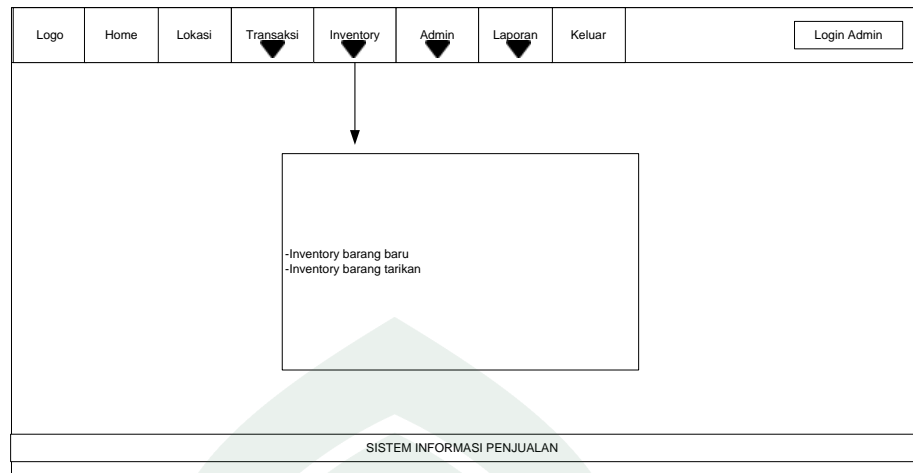 Logo Home Lokasi Transaksi Inventory Admin Laporan Keluar Login Admin
-Inventory barang baru
-Inventory barang tarikan
SISTEM INFORMASI PENJUALAN